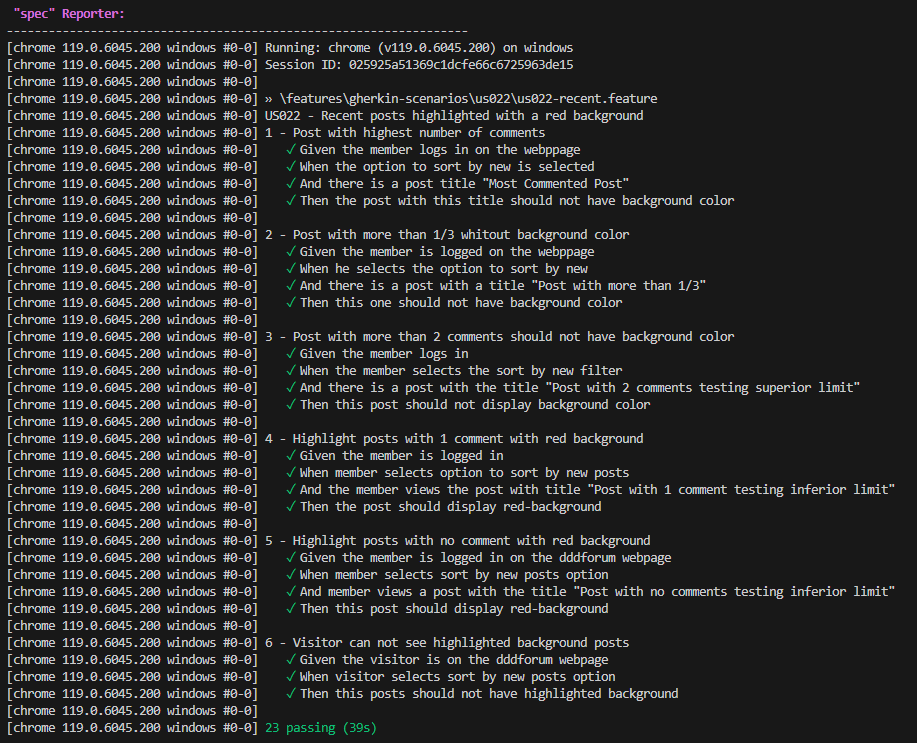 "spec" Reporter:
------------------------------------------------------------------
[chrome 119.0.6045.200 windows #0-0] Running: chrome (v119.0.6045.200) on windows
[chrome 119.0.6045.200 windows #0-0] Session ID: 025925a51369c1dcfe66c6725963de15
[chrome 119.0.6045.200 windows #0-0]
[chrome 119.0.6045.200 windows #0-0] » \features\gherkin-scenarios\us022\us022-recent.feature
[chrome 119.0.6045.200 windows #0-0] US022 - Recent posts highlighted with a red background
[chrome 119.0.6045.200 windows #0-0] 1 - Post with highest number of comments
[chrome 119.0.6045.200 windows #0-0]    ✓ Given the member logs in on the webppage
[chrome 119.0.6045.200 windows #0-0]    ✓ When the option to sort by new is selected
[chrome 119.0.6045.200 windows #0-0]    ✓ And there is a post title "Most Commented Post"
[chrome 119.0.6045.200 windows #0-0]    ✓ Then the post with this title should not have background color
[chrome 119.0.6045.200 windows #0-0]
[chrome 119.0.6045.200 windows #0-0] 2 - Post with more than 1/3 whitout background color
[chrome 119.0.6045.200 windows #0-0]    ✓ Given the member is logged on the webppage
[chrome 119.0.6045.200 windows #0-0]    ✓ When he selects the option to sort by new
[chrome 119.0.6045.200 windows #0-0]    ✓ And there is a post with a title "Post with more than 1/3"
[chrome 119.0.6045.200 windows #0-0]    ✓ Then this one should not have background color
[chrome 119.0.6045.200 windows #0-0]
[chrome 119.0.6045.200 windows #0-0] 3 - Post with more than 2 comments should not have background color
[chrome 119.0.6045.200 windows #0-0]    ✓ Given the member logs in
[chrome 119.0.6045.200 windows #0-0]    ✓ When the member selects the sort by new filter
[chrome 119.0.6045.200 windows #0-0]    ✓ And there is a post with the title "Post with 2 comments testing superior limit"
[chrome 119.0.6045.200 windows #0-0]    ✓ Then this post should not display background color
[chrome 119.0.6045.200 windows #0-0]
[chrome 119.0.6045.200 windows #0-0] 4 - Highlight posts with 1 comment with red background
[chrome 119.0.6045.200 windows #0-0]    ✓ Given the member is logged in
[chrome 119.0.6045.200 windows #0-0]    ✓ When member selects option to sort by new posts
[chrome 119.0.6045.200 windows #0-0]    ✓ And the member views the post with title "Post with 1 comment testing inferior limit"
[chrome 119.0.6045.200 windows #0-0]    ✓ Then the post should display red-background
[chrome 119.0.6045.200 windows #0-0]
[chrome 119.0.6045.200 windows #0-0] 5 - Highlight posts with no comment with red background
[chrome 119.0.6045.200 windows #0-0]    ✓ Given the member is logged in on the dddforum webpage
[chrome 119.0.6045.200 windows #0-0]    ✓ When member selects sort by new posts option
[chrome 119.0.6045.200 windows #0-0]    ✓ And member views a post with the title "Post with no comments testing inferior limit"
[chrome 119.0.6045.200 windows #0-0]    ✓ Then this post should display red-background
[chrome 119.0.6045.200 windows #0-0]
[chrome 119.0.6045.200 windows #0-0] 6 - Visitor can not see highlighted background posts
[chrome 119.0.6045.200 windows #0-0]    ✓ Given the visitor is on the dddforum webpage
[chrome 119.0.6045.200 windows #0-0]    ✓ When visitor selects sort by new posts option
[chrome 119.0.6045.200 windows #0-0]    ✓ Then this posts should not have highlighted background
[chrome 119.0.6045.200 windows #0-0]
[chrome 119.0.6045.200 windows #0-0] 23 passing (39s)